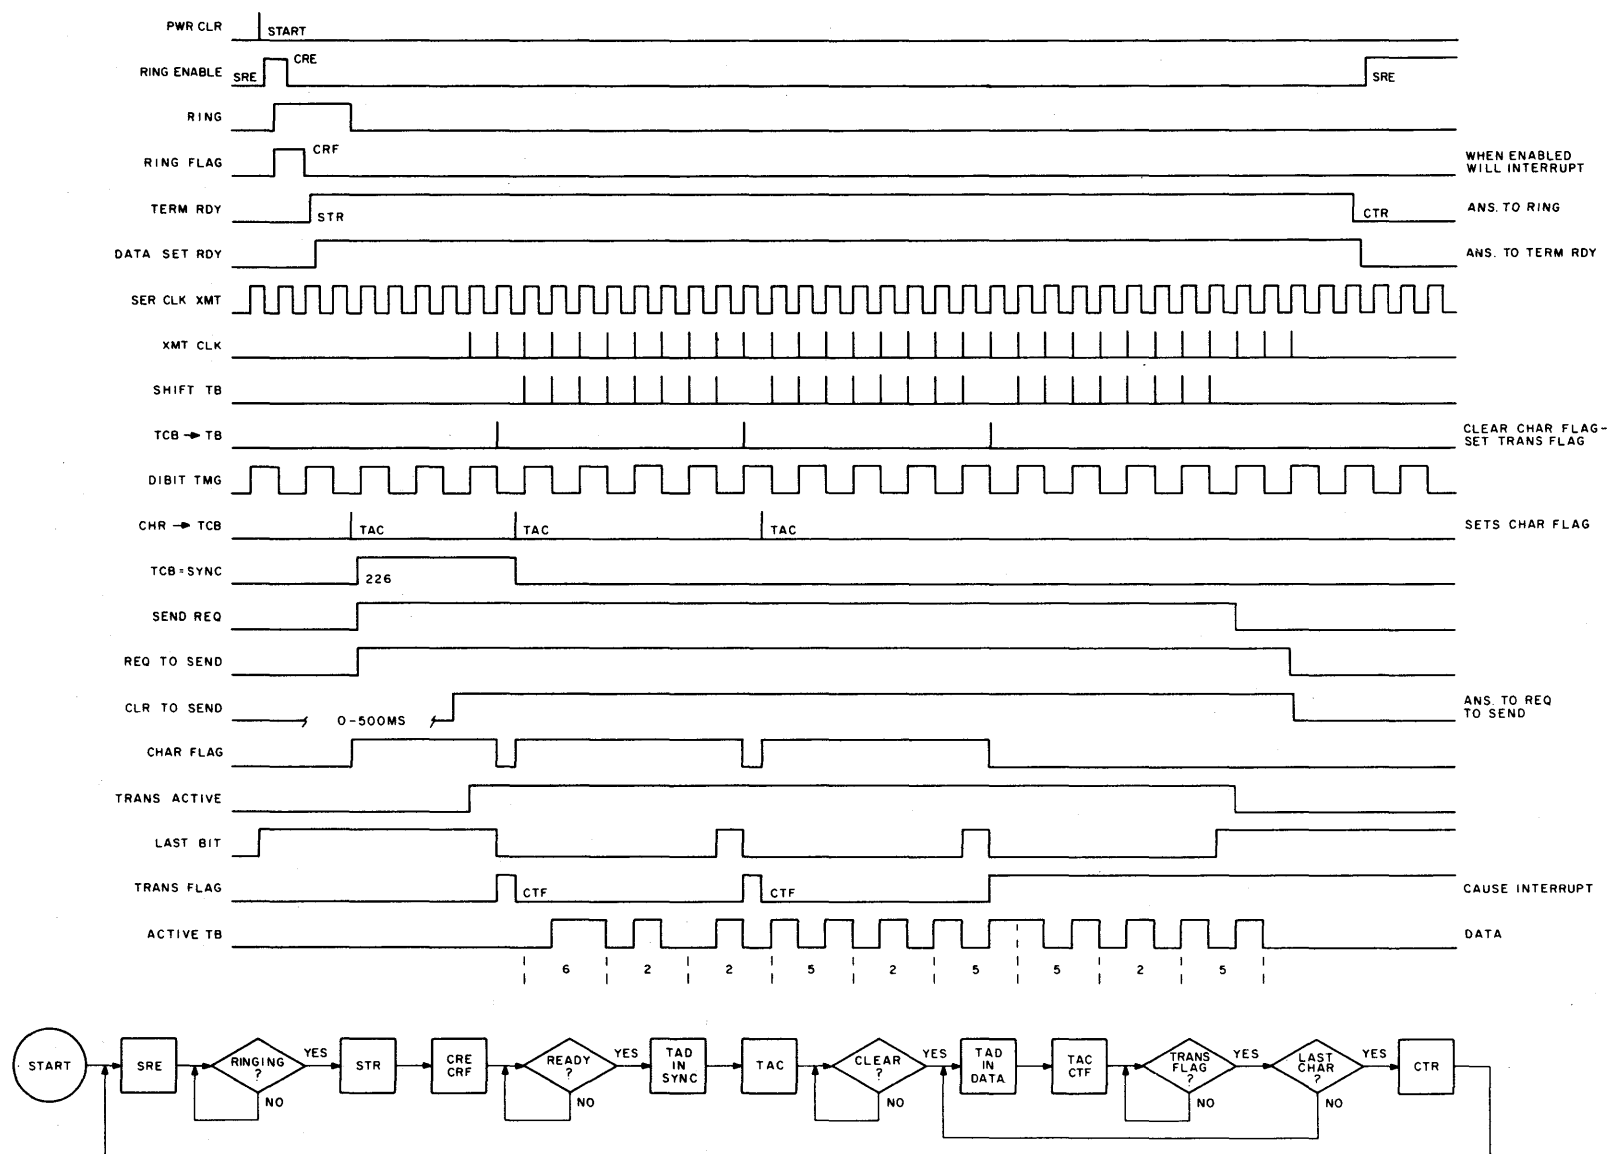 PWR CLR START
RING ENABLE SRE CRE SRE
RING
RING FLAG CRF WHEN ENABLED
WILL INTERRUPT
TERM RDY STR CTR ANS. TO RING
DATA SET RDY ANS. TO TERM RDY
SER CLK XMT
XMT CLK
SHIFT TB
TCB → TB CLEAR CHAR FLAG-
SET TRANS FLAG
DIBIT TMG
CHR → TCB TAC TAC TAC SETS CHAR FLAG
TCB=SYNC 226
SEND REQ
REQ TO SEND
CLR TO SEND 0-500MS ANS. TO REQ
TO SEND
CHAR FLAG
TRANS ACTIVE
LAST BIT
TRANS FLAG CTF CTF CAUSE INTERRUPT
ACTIVE TB DATA
6 2 2 5 2 5 5 2 5
START
SRE
RINGING
?
YES
NO
STR
CRE
CRF
READY
?
YES
NO
TAD
IN
SYNC
TAC
CLEAR
?
YES
NO
TAD
IN
DATA
TAC
CTF
TRANS
FLAG
?
YES
NO
LAST
CHAR
?
YES
NO
CTR